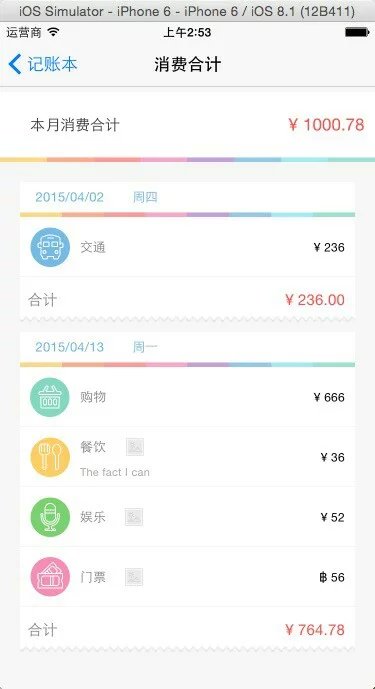 iOS Simulator - iPhone 6 - iPhone 6 / iOS 8.1 (12B411)
运营商 上午2:53
记账本 消费合计
本月消费合计 ¥ 1000.78
2015/04/02 周四
交通 ¥ 236
合计 ¥ 236.00
2015/04/13 周一
购物 ¥ 666
餐饮 ¥ 36
The fact I can
娱乐 ¥ 52
门票 ฿ 56
合计 ¥ 764.78